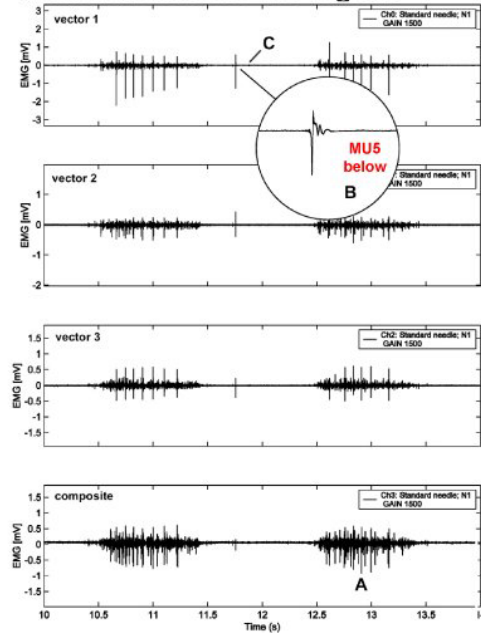 vector 1
Ch0: Standard needle; N1
GAIN 1500
C
EMG [mV]
3
2
1
0
-1
-2
-3
MU5
below
B
vector 2
GAIN 1500
EMG [mV]
1
0
-1
-2
vector 3
Ch2: Standard needle; N1
GAIN 1500
EMG [mV]
1.5
1
0.5
0
-0.5
-1
-1.5
composite
Ch3: Standard needle; N1
GAIN 1500
EMG [mV]
1.5
1
0.5
0
-0.5
-1
-1.5
A
10 10.5 11 11.5 12 12.5 13 13.5
Time (s)